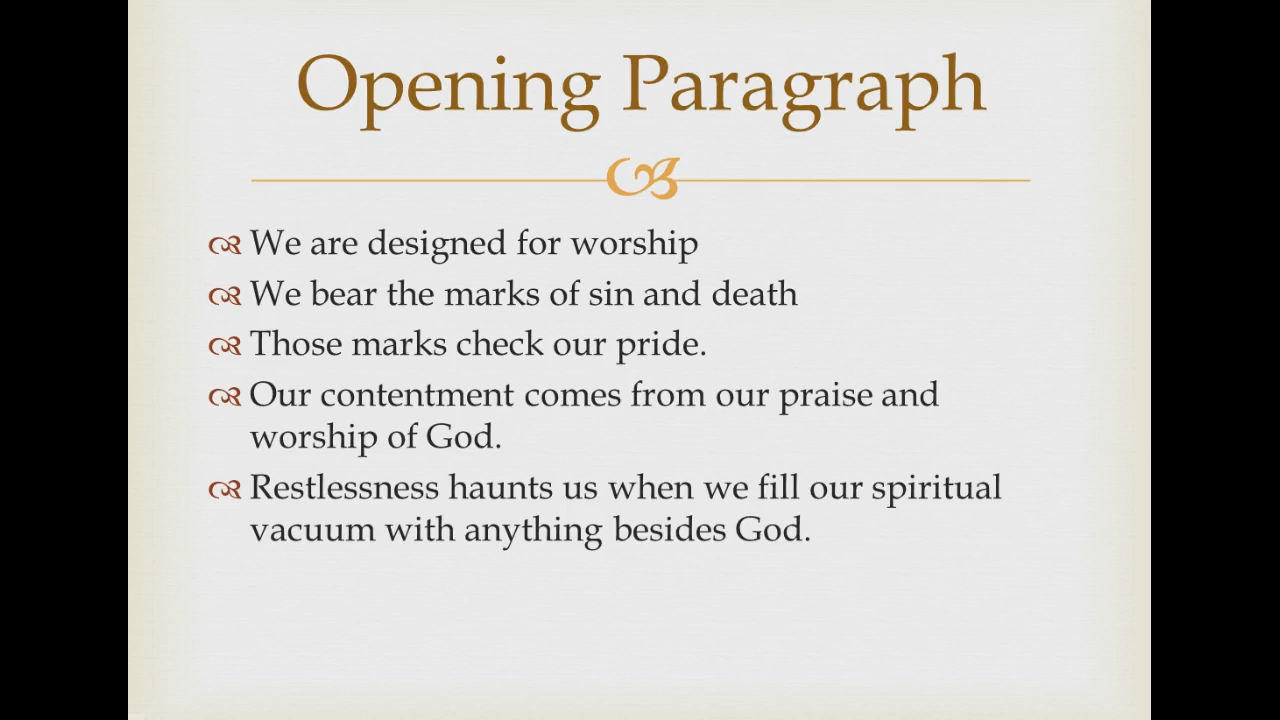 Opening Paragraph
We are designed for worship
We bear the marks of sin and death
Those marks check our pride.
Our contentment comes from our praise and
worship of God.
Restlessness haunts us when we fill our spiritual
vacuum with anything besides God.